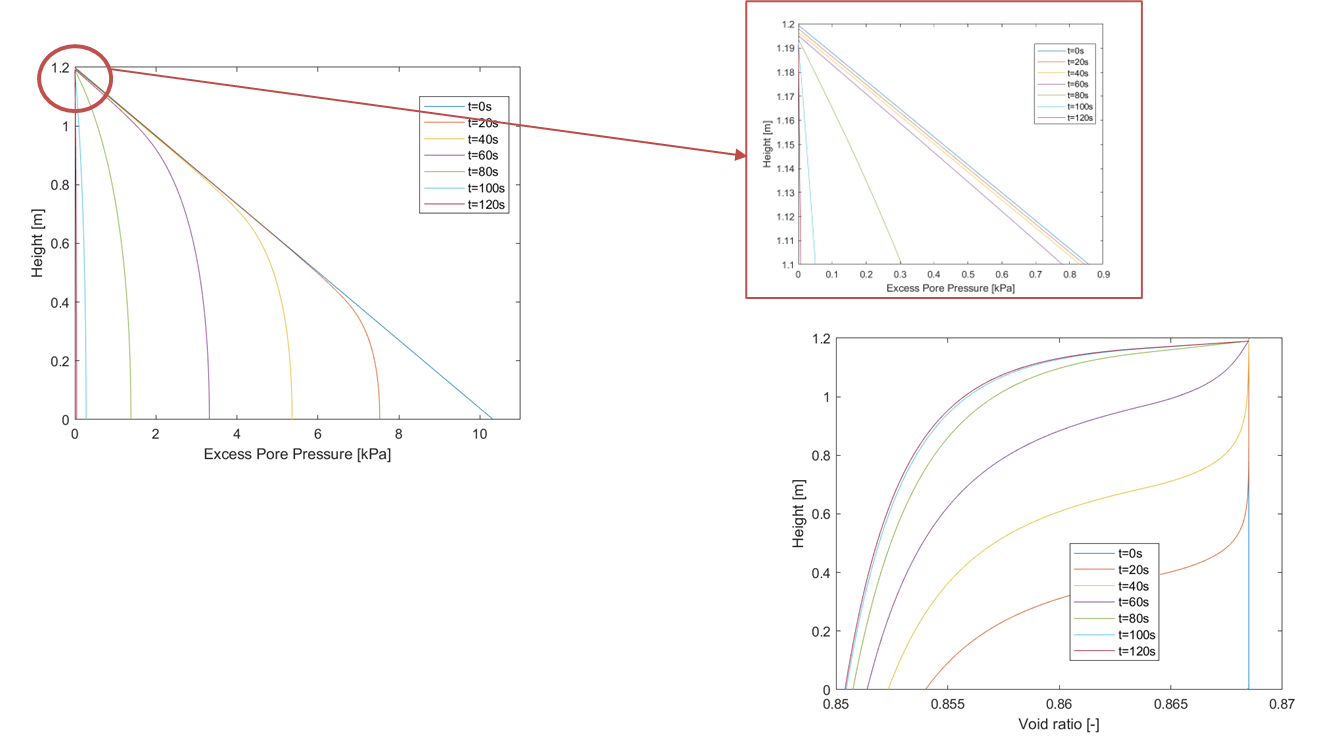 1.2
1
0.8
0.6
0.4
0.2
0
Height [m]
0 2 4 6 8 10
Excess Pore Pressure [kPa]
t=0s
t=20s
t=40s
t=60s
t=80s
t=100s
t=120s
1.2
1.19
1.18
1.17
1.16
1.15
1.14
1.13
1.12
1.11
1.1
Height [m]
0 0.1 0.2 0.3 0.4 0.5 0.6 0.7 0.8 0.9
Excess Pore Pressure [kPa]
t=0s
t=20s
t=40s
t=60s
t=80s
t=100s
t=120s
1.2
1
0.8
0.6
0.4
0.2
0
Height [m]
0.85 0.855 0.86 0.865 0.87
Void ratio [-]
t=0s
t=20s
t=40s
t=60s
t=80s
t=100s
t=120s